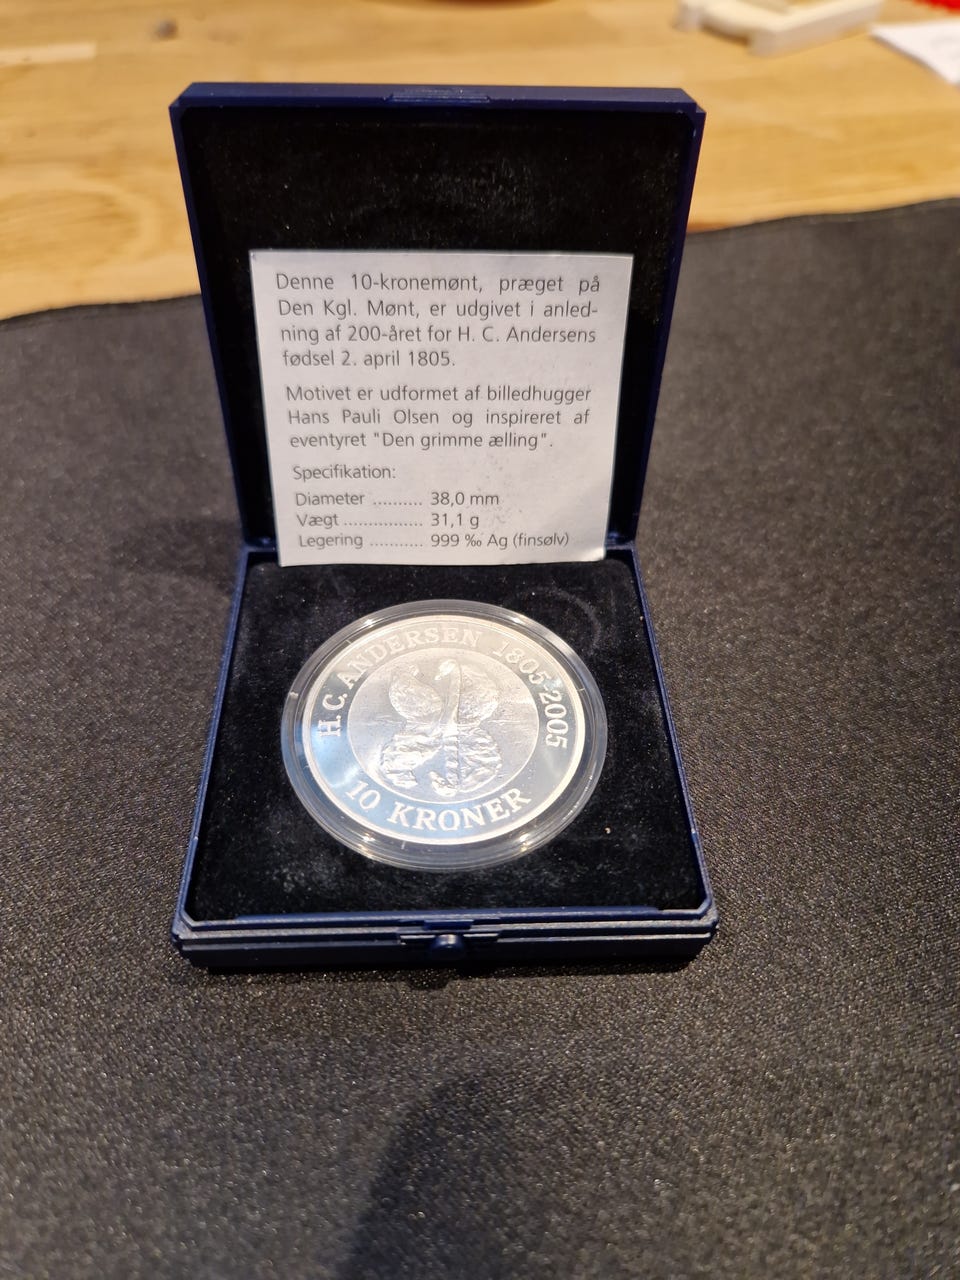 Denne 10-kronemønt, præget på
Den Kgl. Mønt, er udgivet i anled-
ning af 200-året for H. C. Andersens
fødsel 2. april 1805.
Motivet er udformet af billedhugger
Hans Pauli Olsen og inspireret af
eventyret "Den grimme ælling".
Specifikation:
Diameter .......... 38,0 mm
Vægt ................ 31,1 g
Legering ........... 999 ‰ Ag (finsølv)
H. C. ANDERSEN 1805-2005
10 KRONER